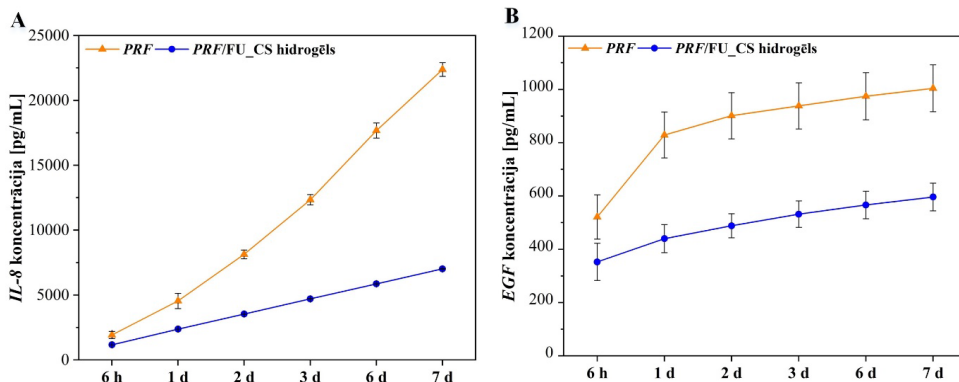 A
PRF
PRF/FU_CS hidrogēls
IL-8 koncentrācija [pg/mL]
25000
20000
15000
10000
5000
0
6 h
1 d
2 d
3 d
6 d
7 d
B
PRF
PRF/FU_CS hidrogēls
EGF koncentrācija [pg/mL]
1200
1000
800
600
400
200
0
6 h
1 d
2 d
3 d
6 d
7 d